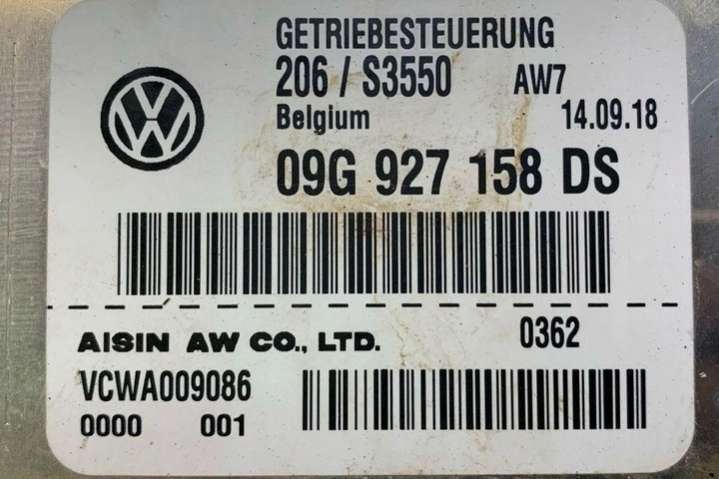 GETRIEBESTEUERUNG
206 / S3550 AW7
Belgium 14.09.18
09G 927 158 DS
AISIN AW CO., LTD. 0362
VCWA009086
0000 001